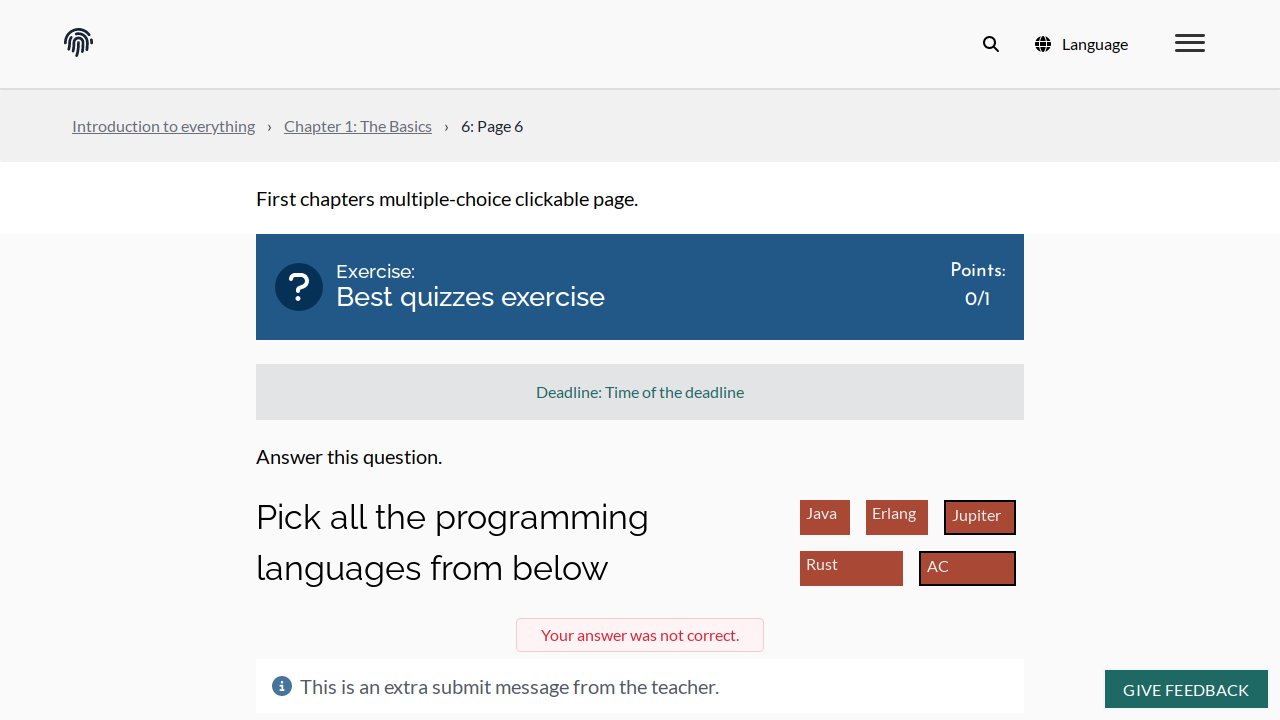 Language
Introduction to everything › Chapter 1: The Basics › 6: Page 6
First chapters multiple-choice clickable page.
Exercise:
Best quizzes exercise
Points:
0/1
Deadline: Time of the deadline
Answer this question.
Pick all the programming
languages from below
Java Erlang Jupiter
Rust AC
Your answer was not correct.
This is an extra submit message from the teacher.
GIVE FEEDBACK